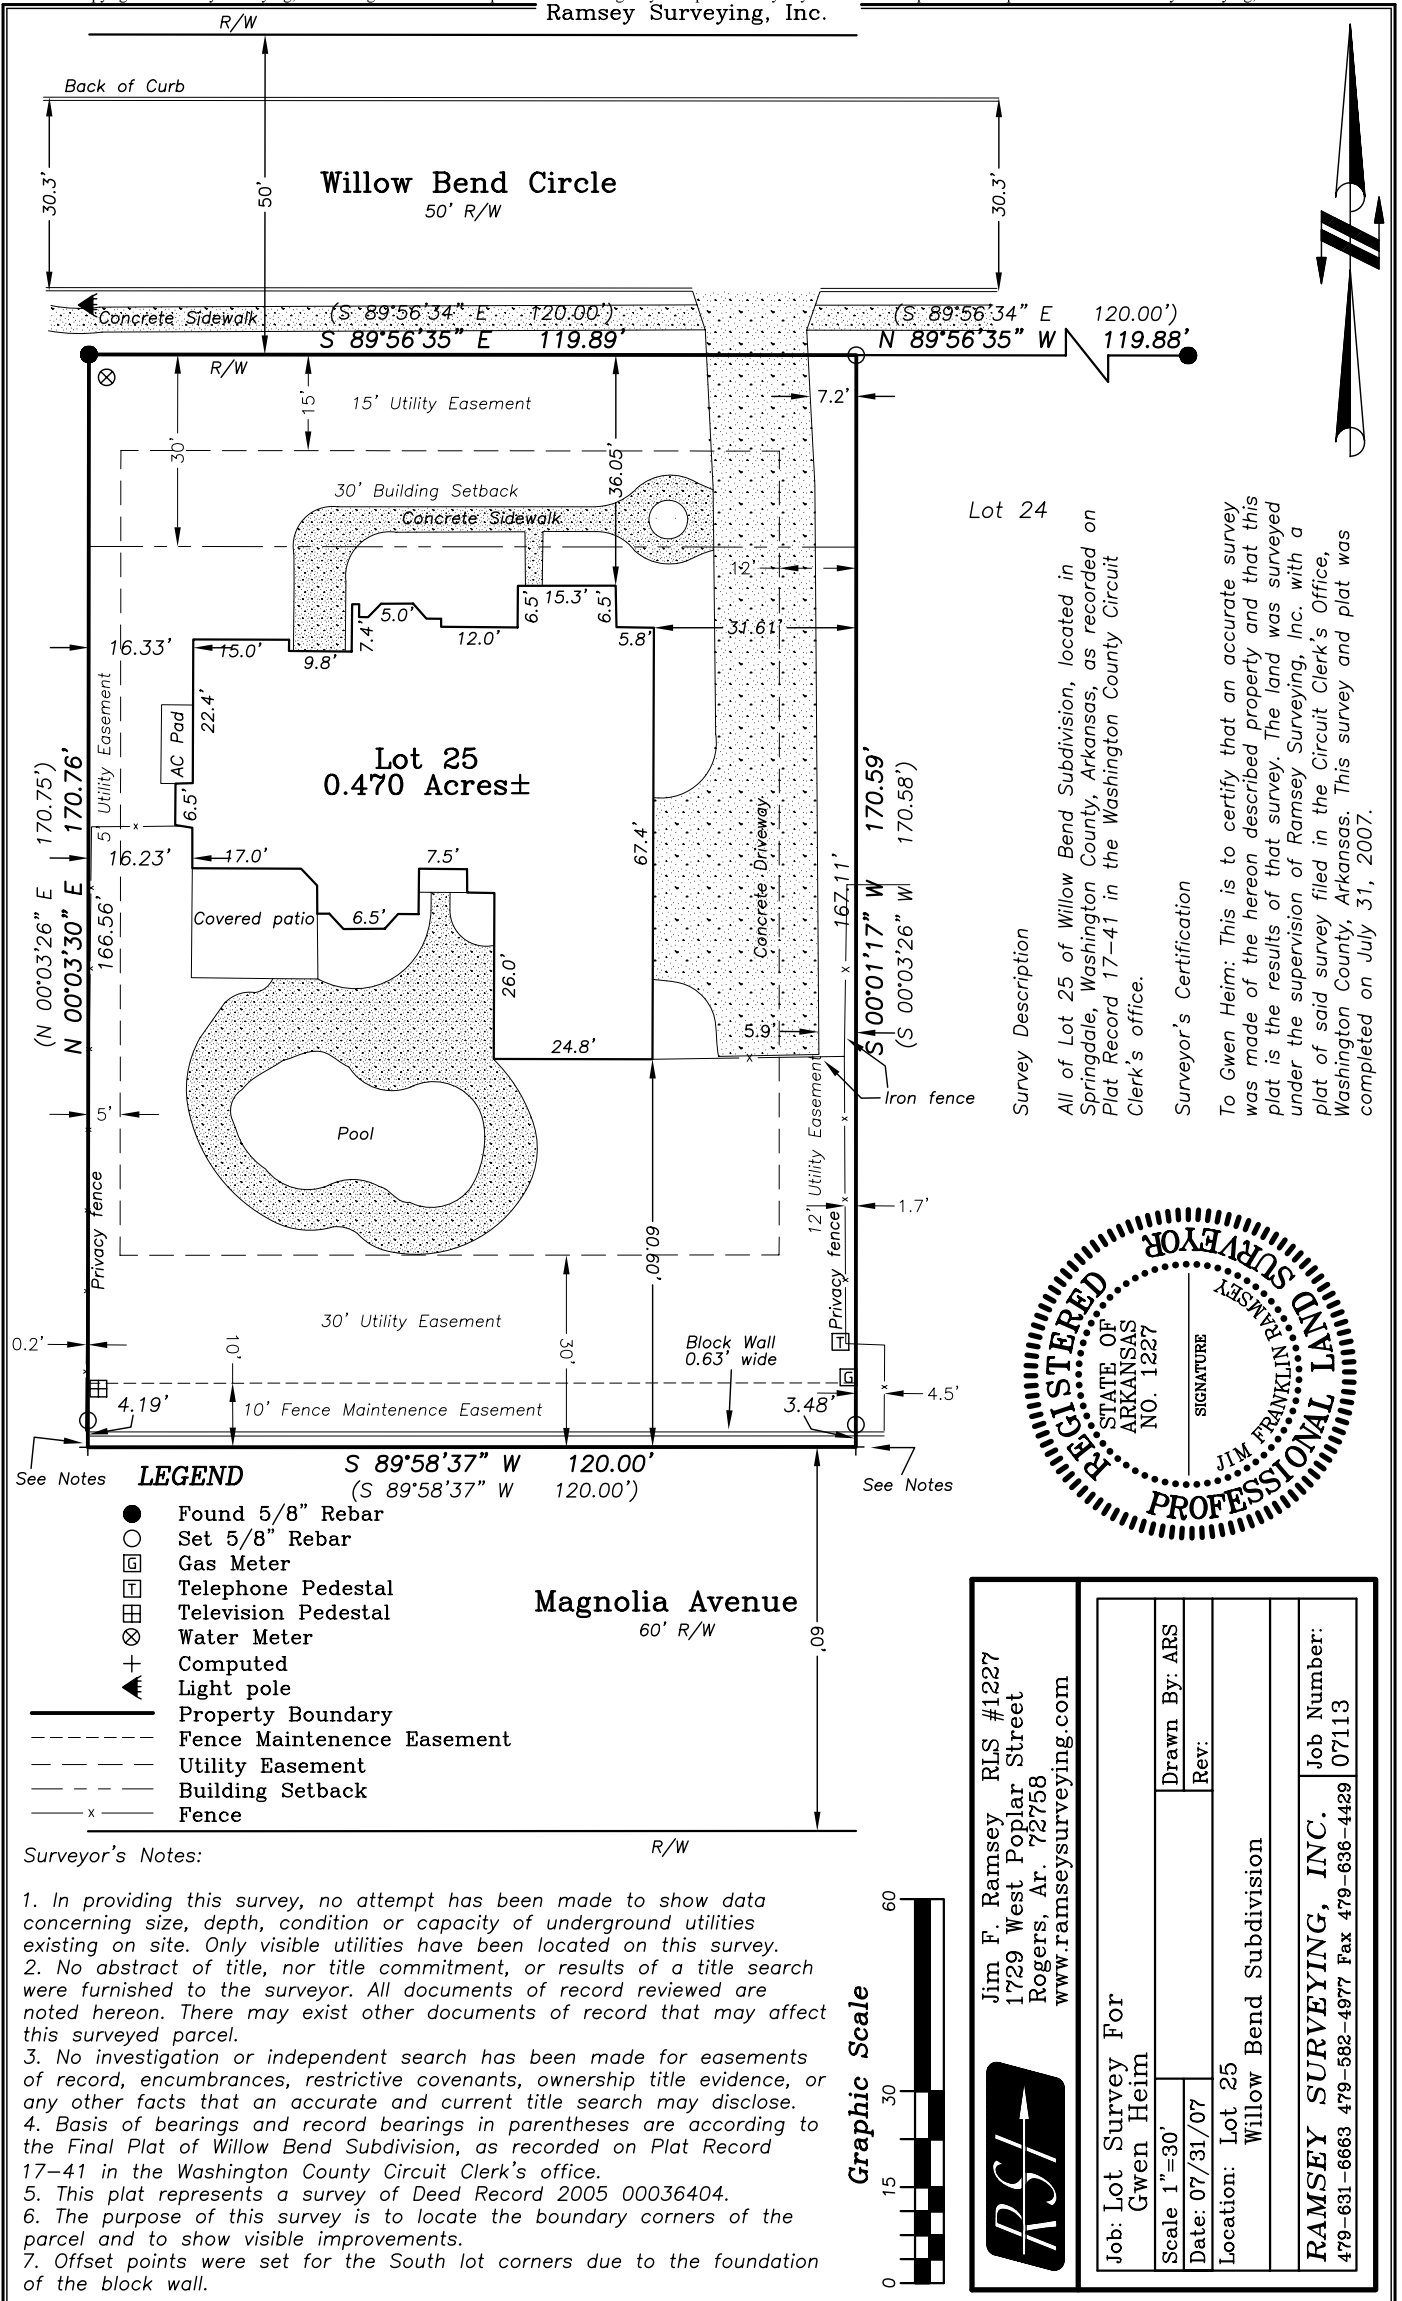 Ramsey Surveying, Inc.
R/W
Back of Curb
30.3'
50'
Willow Bend Circle
50' R/W
30.3'
Concrete Sidewalk
(S 89°56'34" E 120.00')
S 89°56'35" E 119.89'
(S 89°56'34" E 120.00')
N 89°56'35" W 119.88'
R/W
15'
15' Utility Easement
7.2'
30'
36.05'
30' Building Setback
Concrete Sidewalk
Lot 24
12'
15.3'
6.5'
6.5'
5.0'
7.4'
12.0'
5.8'
31.61'
16.33'
15.0'
9.8'
5' Utility Easement
22.4'
AC Pad
6.5'
Lot 25
0.470 Acres±
(N 00°03'26" E 170.75')
N 00°03'30" E 170.76'
166.56'
16.23'
17.0'
7.5'
67.4'
Concrete Driveway
167.11'
S 00°01'17" W 170.59'
(S 00°03'26" W 170.58')
Covered patio
6.5'
26.0'
24.8'
5.9'
Iron fence
5'
Pool
12' Utility Easement
1.7'
Privacy fence
Privacy fence
60.60'
30' Utility Easement
0.2'
10'
30'
Block Wall
0.63' wide
T
G
4.5'
4.19'
10' Fence Maintenence Easement
3.48'
See Notes
S 89°58'37" W 120.00'
(S 89°58'37" W 120.00')
See Notes
LEGEND
Found 5/8" Rebar
Set 5/8" Rebar
G Gas Meter
T Telephone Pedestal
Television Pedestal
Water Meter
Computed
Light pole
Property Boundary
Fence Maintenence Easement
Utility Easement
Building Setback
x Fence
Magnolia Avenue
60' R/W
60'
R/W
Surveyor's Notes:
1. In providing this survey, no attempt has been made to show data
concerning size, depth, condition or capacity of underground utilities
existing on site. Only visible utilities have been located on this survey.
2. No abstract of title, nor title commitment, or results of a title search
were furnished to the surveyor. All documents of record reviewed are
noted hereon. There may exist other documents of record that may affect
this surveyed parcel.
3. No investigation or independent search has been made for easements
of record, encumbrances, restrictive covenants, ownership title evidence, or
any other facts that an accurate and current title search may disclose.
4. Basis of bearings and record bearings in parentheses are according to
the Final Plat of Willow Bend Subdivision, as recorded on Plat Record
17-41 in the Washington County Circuit Clerk's office.
5. This plat represents a survey of Deed Record 2005 00036404.
6. The purpose of this survey is to locate the boundary corners of the
parcel and to show visible improvements.
7. Offset points were set for the South lot corners due to the foundation
of the block wall.
Graphic Scale
0 15 30 60
Survey Description
All of Lot 25 of Willow Bend Subdivision, located in
Springdale, Washington County, Arkansas, as recorded on
Plat Record 17-41 in the Washington County Circuit
Clerk's office.
Surveyor's Certification
To Gwen Heim: This is to certify that an accurate survey
was made of the hereon described property and that this
plat is the results of that survey. The land was surveyed
under the supervision of Ramsey Surveying, Inc. with a
plat of said survey filed in the Circuit Clerk's Office,
Washington County, Arkansas. This survey and plat was
completed on July 31, 2007.
REGISTERED
PROFESSIONAL LAND SURVEYOR
STATE OF
ARKANSAS
NO. 1227
SIGNATURE
JIM FRANKLIN RAMSEY
RSI
Jim F. Ramsey RLS #1227
1729 West Poplar Street
Rogers, Ar. 72758
www.ramseysurveying.com
Job: Lot Survey For
Gwen Heim
Scale 1"=30'
Drawn By: ARS
Date: 07/31/07
Rev:
Location: Lot 25
Willow Bend Subdivision
RAMSEY SURVEYING, INC.
479-631-6663 479-582-4977 Fax 479-636-4429
Job Number:
07113